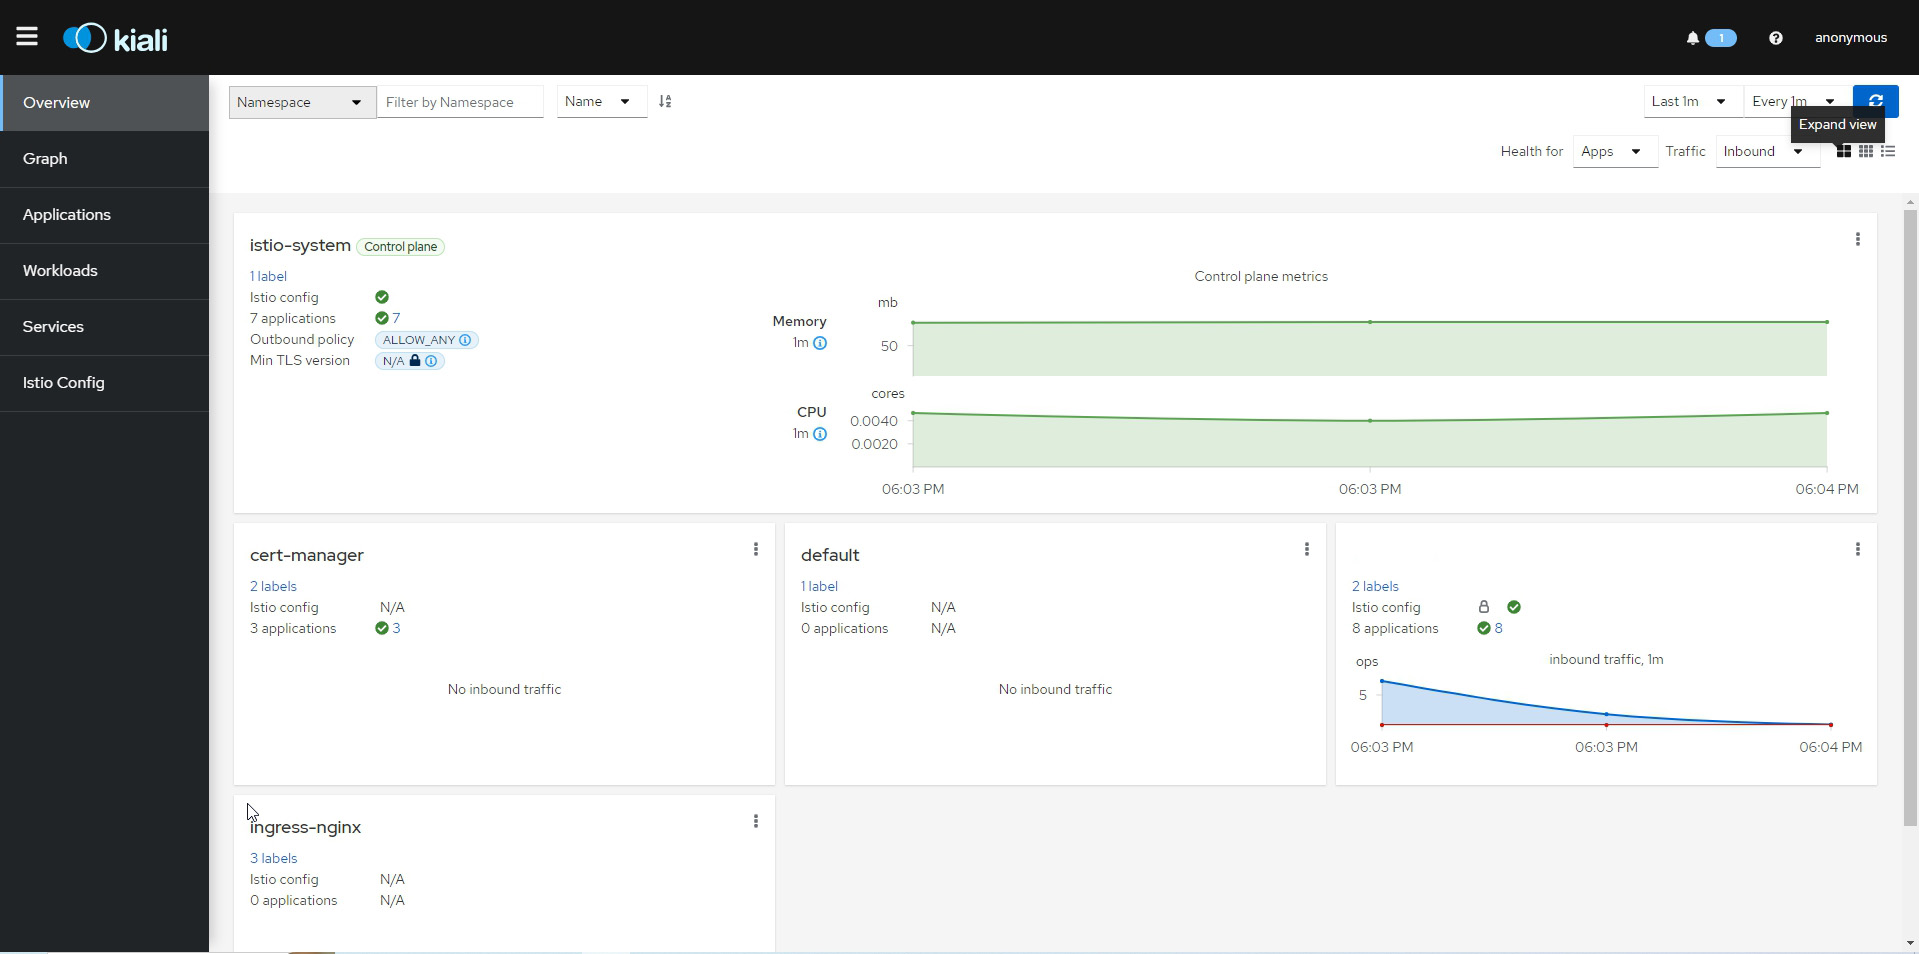 kiali
1
anonymous
Overview
Graph
Applications
Workloads
Services
Istio Config
Namespace
Filter by Namespace
Name
Last 1m
Every 1m
Expand view
Health for
Apps
Traffic
Inbound
istio-system Control plane
1 label
Istio config
7 applications 7
Outbound policy ALLOW_ANY
Min TLS version N/A
Control plane metrics
mb
Memory
1m
50
cores
CPU
1m
0.0040
0.0020
06:03 PM 06:03 PM 06:04 PM
cert-manager
2 labels
Istio config N/A
3 applications 3
No inbound traffic
default
1 label
Istio config N/A
0 applications N/A
No inbound traffic
2 labels
Istio config
8 applications 8
ops
inbound traffic, 1m
5
06:03 PM 06:03 PM 06:04 PM
ingress-nginx
3 labels
Istio config N/A
0 applications N/A